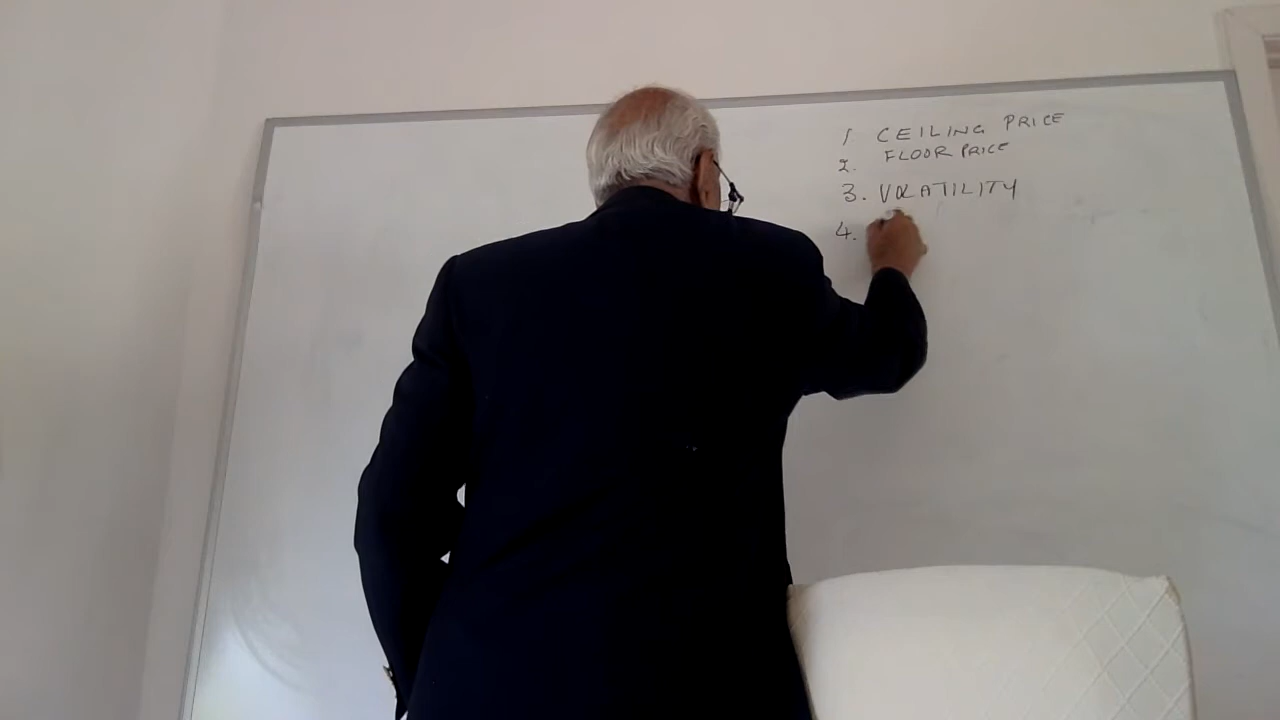 1 CEILING PRICE
2. FLOOR PRICE
3. VOLATILITY
4.